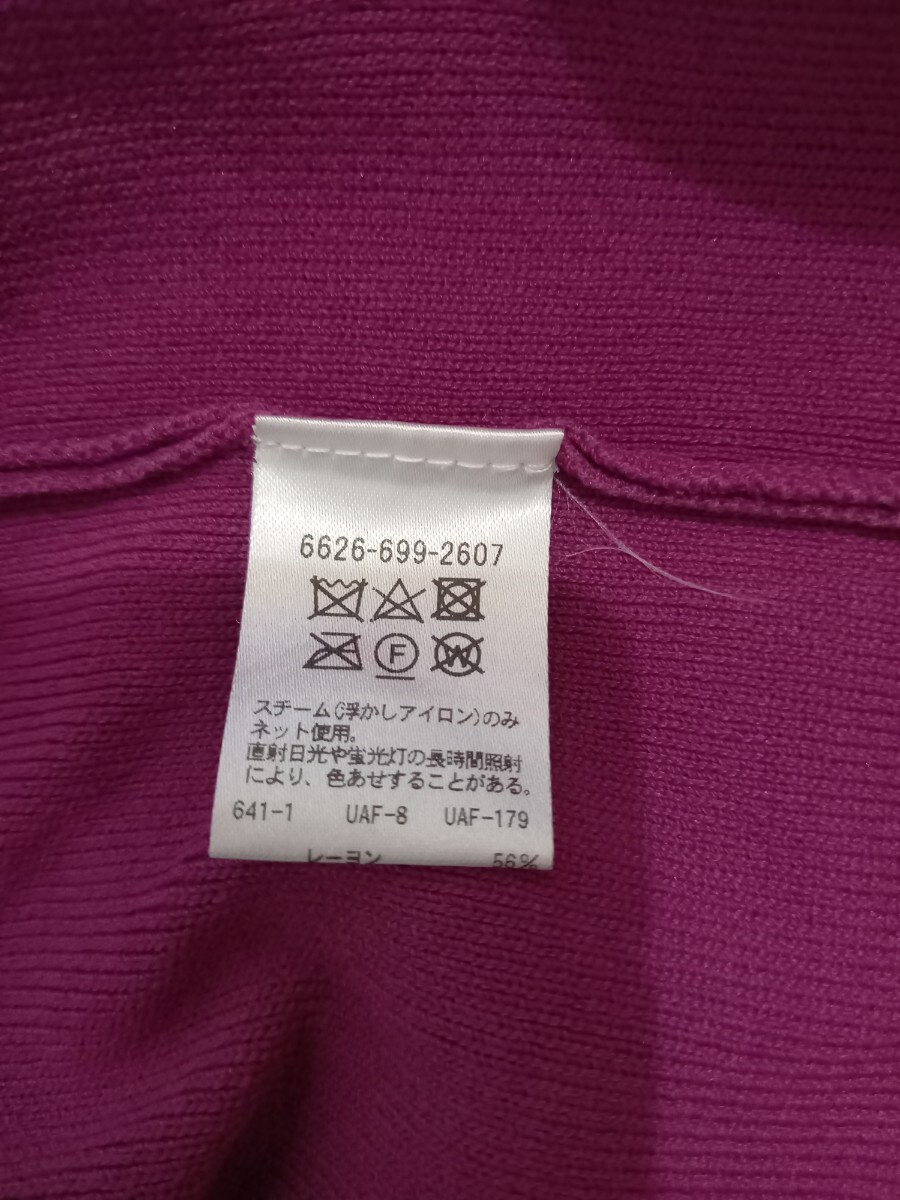 6626-699-2607
F W
スチーム(浮かしアイロン)のみ
ネット使用。
直射日光や蛍光灯の長時間照射
により、色あせすることがある。
641-1 UAF-8 UAF-179
レーヨン 56%